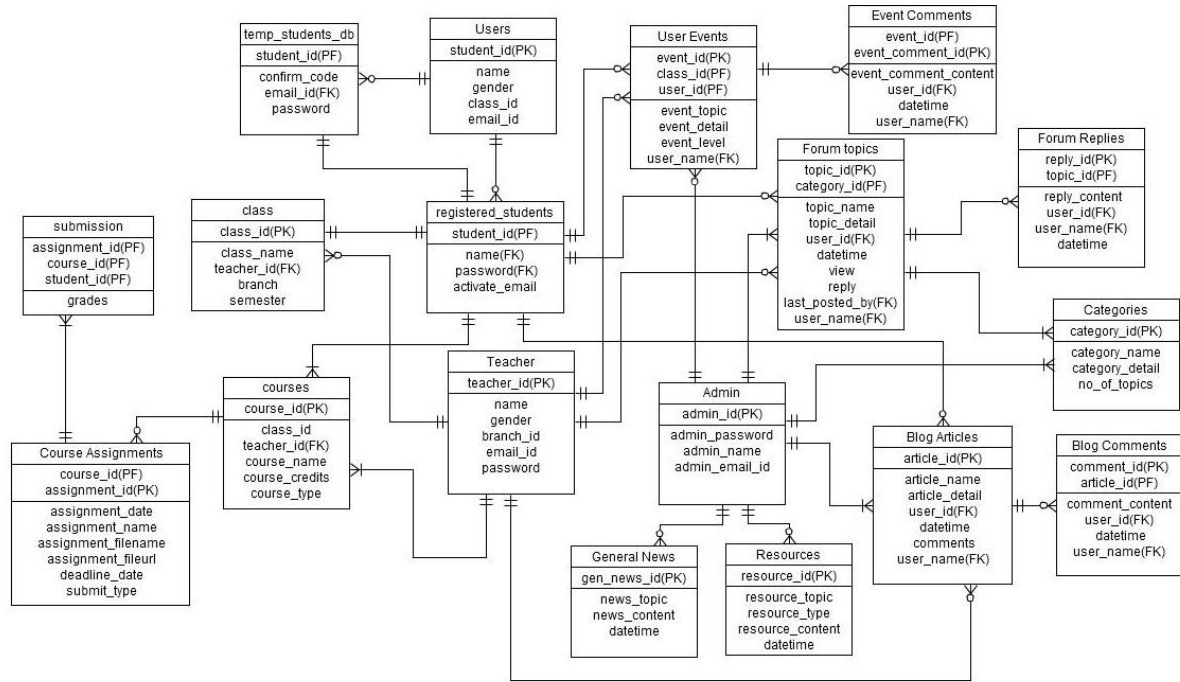 temp_students_db
student_id(PF)
confirm_code
email_id(FK)
password
Users
student_id(PK)
name
gender
class_id
email_id
User Events
event_id(PK)
class_id(PF)
user_id(PF)
event_topic
event_detail
event_level
user_name(FK)
Event Comments
event_id(PF)
event_comment_id(PK)
event_comment_content
user_id(FK)
datetime
user_name(FK)
Forum topics
topic_id(PK)
category_id(PF)
topic_name
topic_detail
user_id(FK)
datetime
view
reply
last_posted_by(FK)
user_name(FK)
Forum Replies
reply_id(PK)
topic_id(PF)
reply_content
user_id(FK)
user_name(FK)
datetime
submission
assignment_id(PF)
course_id(PF)
student_id(PF)
grades
class
class_id(PK)
class_name
teacher_id(FK)
branch
semester
registered_students
student_id(PF)
name(FK)
password(FK)
activate_email
Categories
category_id(PK)
category_name
category_detail
no_of_topics
courses
course_id(PK)
class_id
teacher_id(FK)
course_name
course_credits
course_type
Teacher
teacher_id(PK)
name
gender
branch_id
email_id
password
Admin
admin_id(PK)
admin_password
admin_name
admin_email_id
Course Assignments
course_id(PF)
assignment_id(PK)
assignment_date
assignment_name
assignment_filename
assignment_fileurl
deadline_date
submit_type
Blog Articles
article_id(PK)
article_name
article_detail
user_id(FK)
datetime
comments
user_name(FK)
Blog Comments
comment_id(PK)
article_id(PF)
comment_content
user_id(FK)
datetime
user_name(FK)
General News
gen_news_id(PK)
news_topic
news_content
datetime
Resources
resource_id(PK)
resource_topic
resource_type
resource_content
datetime